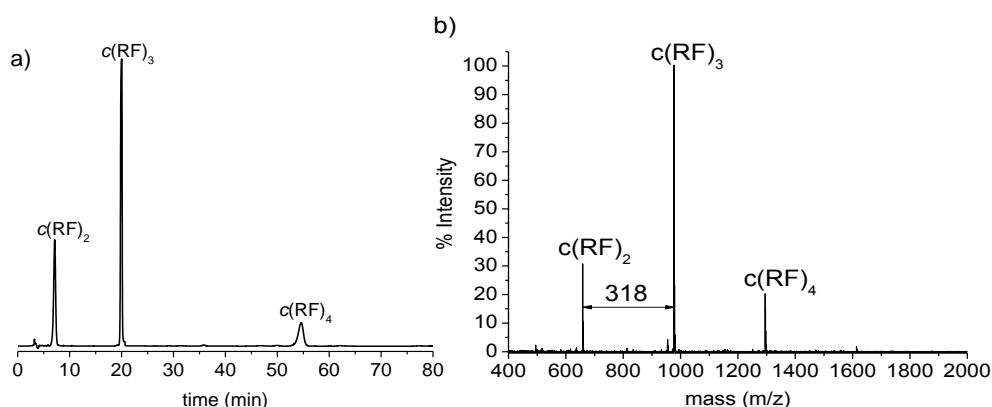 a)
c(RF)₃
c(RF)₂
c(RF)₄
0 10 20 30 40 50 60 70 80
time (min)
b)
100
90
80
70
60
50
40
30
20
10
0
% Intensity
c(RF)₃
c(RF)₂
318
c(RF)₄
400 600 800 1000 1200 1400 1600 1800 2000
mass (m/z)